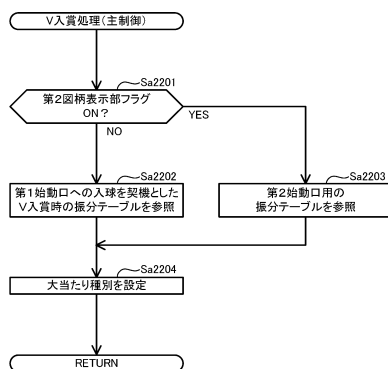 V入賞処理(主制御)
Sa2201
第2図柄表示部フラグ
ON?
NO
YES
Sa2202
第1始動口への入球を契機とした
V入賞時の振分テーブルを参照
Sa2203
第2始動口用の
振分テーブルを参照
Sa2204
大当たり種別を設定
RETURN